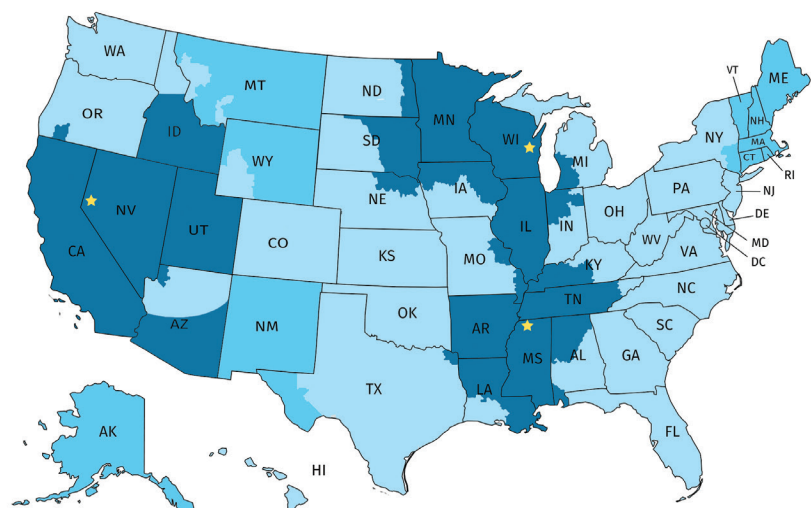 WA
MT
ND
MN
VT
ME
OR
ID
SD
WI
NH
NY
MA
WY
MI
CT
RI
IA
NE
PA
NJ
NV
UT
IL
IN
OH
DE
CA
CO
WV
MD
KS
MO
KY
VA
DC
TN
NC
AZ
NM
OK
AR
SC
MS
AL
GA
TX
LA
FL
AK
HI